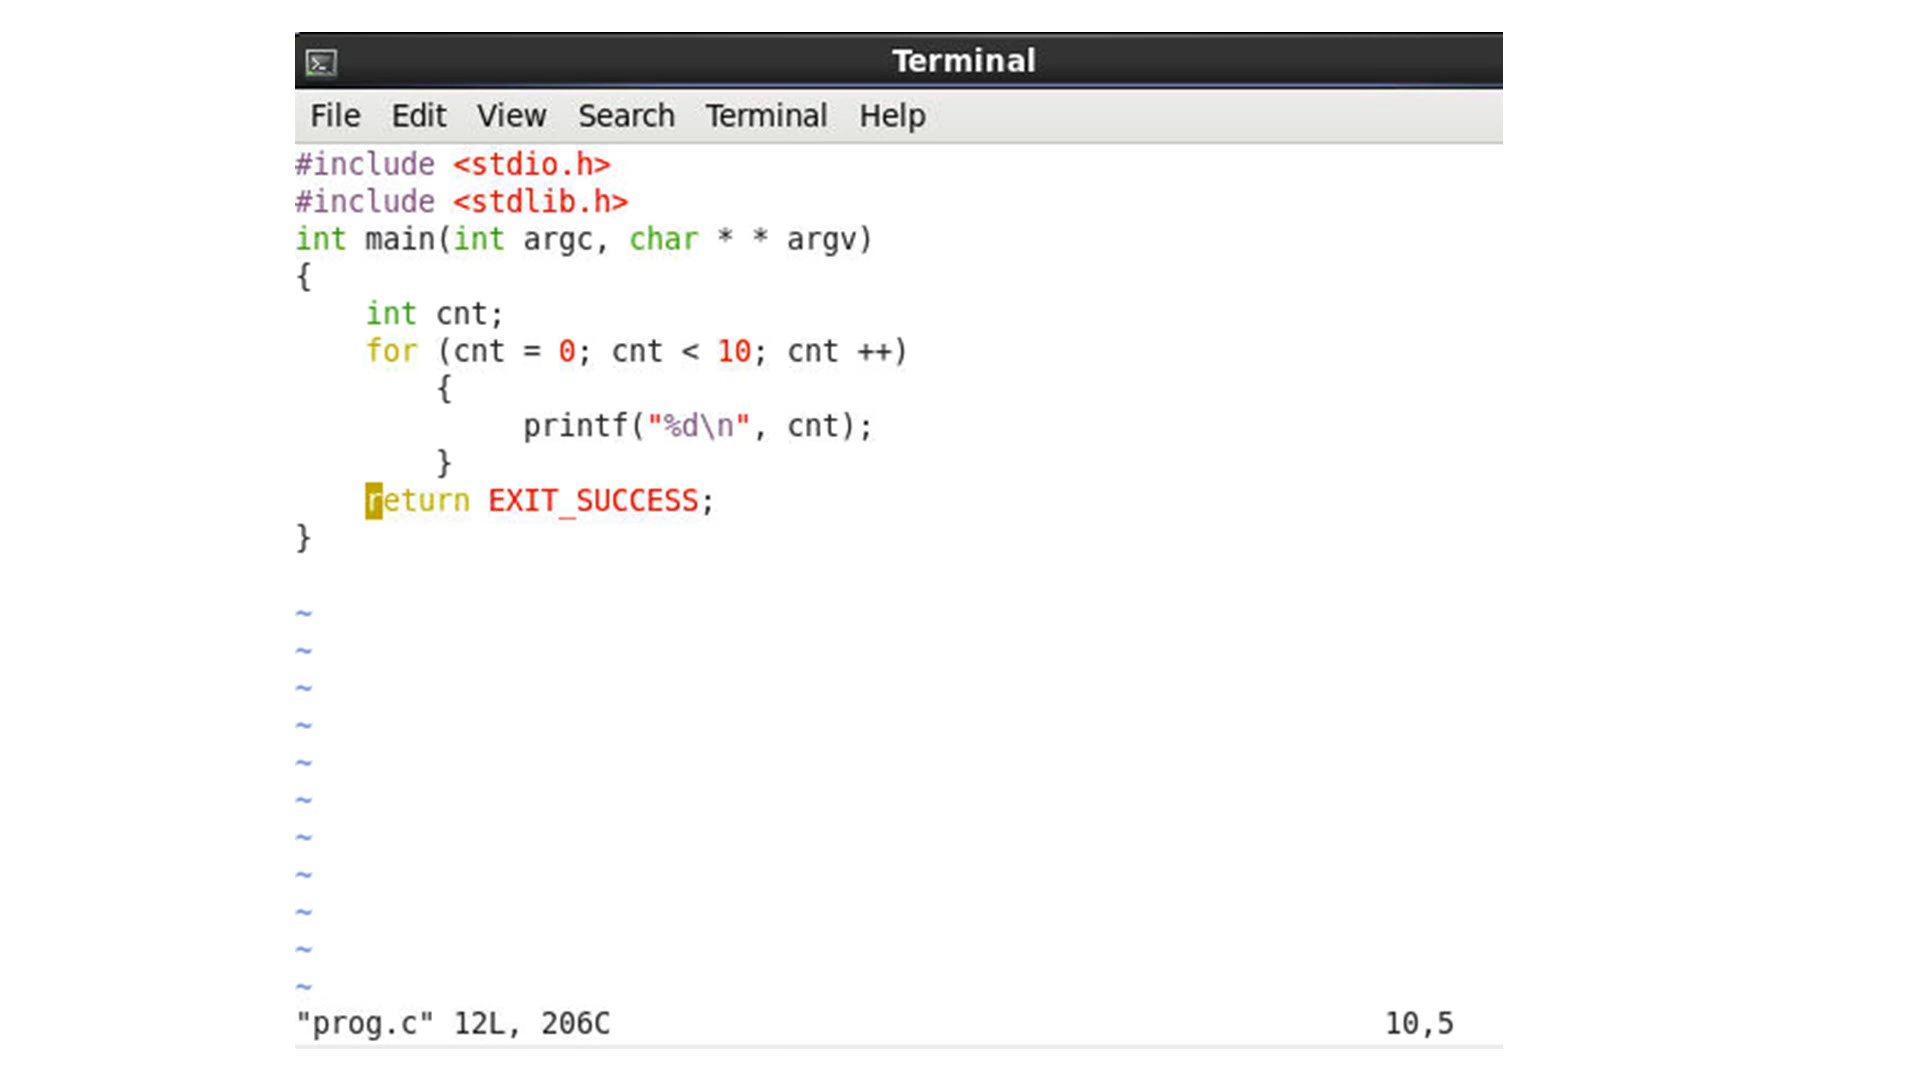 Terminal
File Edit View Search Terminal Help
#include <stdio.h>
#include <stdlib.h>
int main(int argc, char * * argv)
{
    int cnt;
    for (cnt = 0; cnt < 10; cnt ++)
        {
             printf("%d\n", cnt);
        }
    return EXIT_SUCCESS;
}

~
~
~
~
~
~
~
~
~
~
~
"prog.c" 12L, 206C 10,5